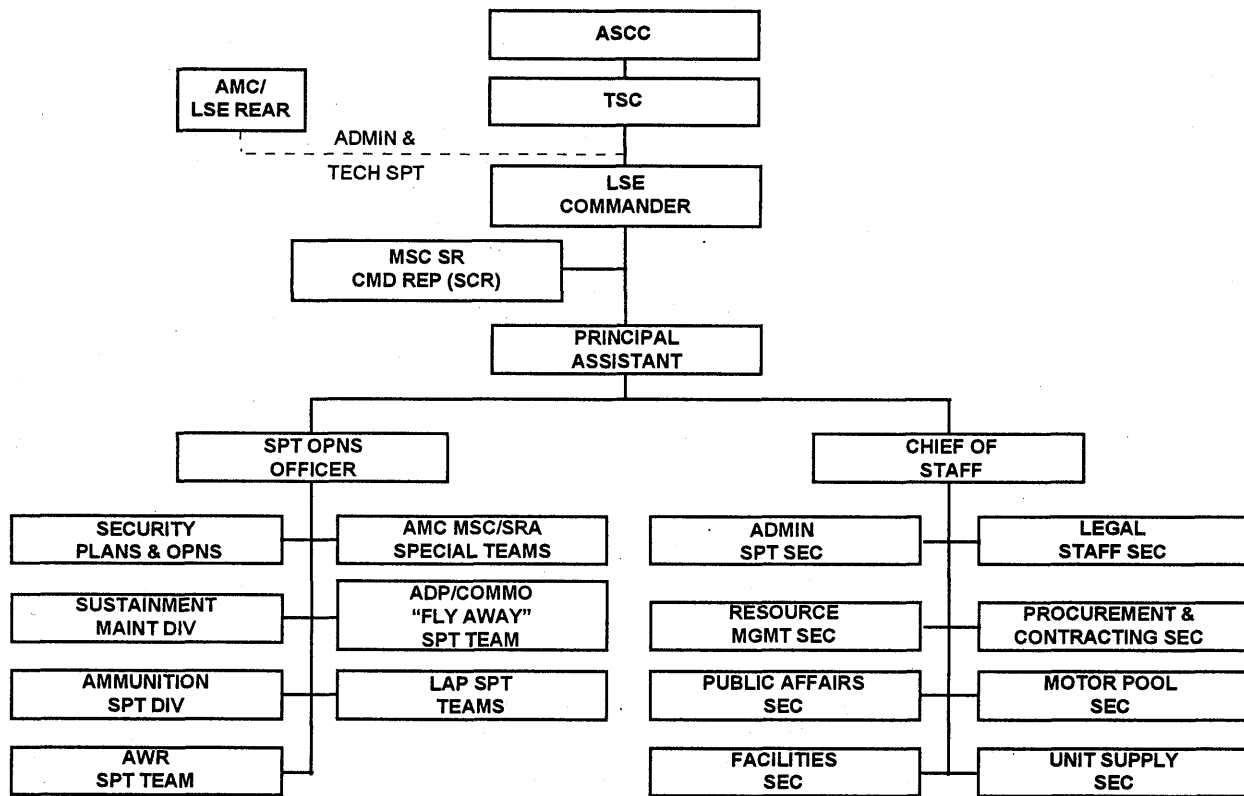 ASCC
AMC/
LSE REAR
TSC
ADMIN &
TECH SPT
LSE
COMMANDER
MSC SR
CMD REP (SCR)
PRINCIPAL
ASSISTANT
SPT OPNS
OFFICER
CHIEF OF
STAFF
SECURITY
PLANS & OPNS
AMC MSC/SRA
SPECIAL TEAMS
ADMIN
SPT SEC
LEGAL
STAFF SEC
SUSTAINMENT
MAINT DIV
ADP/COMMO
“FLY AWAY”
SPT TEAM
RESOURCE
MGMT SEC
PROCUREMENT &
CONTRACTING SEC
AMMUNITION
SPT DIV
LAP SPT
TEAMS
PUBLIC AFFAIRS
SEC
MOTOR POOL
SEC
AWR
SPT TEAM
FACILITIES
SEC
UNIT SUPPLY
SEC